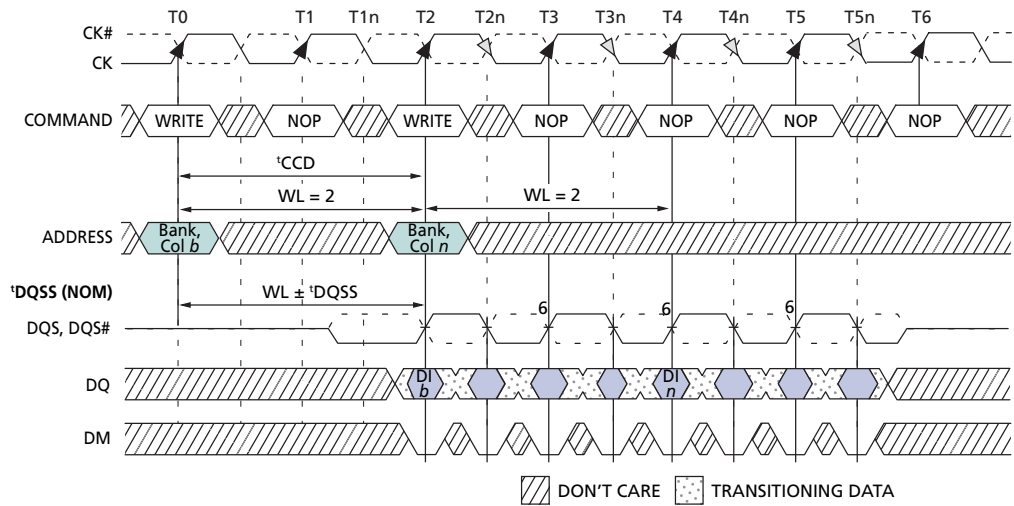 T0 T1 T1n T2 T2n T3 T3n T4 T4n T5 T5n T6
CK#
CK
COMMAND WRITE NOP WRITE NOP NOP NOP NOP
tCCD
WL = 2 WL = 2
ADDRESS Bank, Col b Bank, Col n
tDQSS (NOM) WL ± tDQSS
6 6 6
DQS, DQS#
DQ DI b DI n
DM
DON'T CARE TRANSITIONING DATA